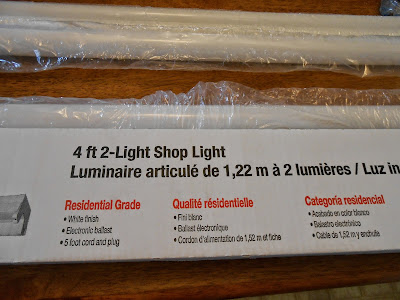 4 ft 2-Light Shop Light
Luminaire articulé de 1,22 m à 2 lumières / Luz in
Residential Grade
• White finish
• Electronic ballast
• 5 foot cord and plug
Qualité résidentielle
• Fini blanc
• Ballast électronique
• Cordon d'alimentation de 1,52 m et fiche
Categoría residencial
• Acabado en color blanco
• Balastro electrónico
• Cable de 1,52 m y enchufe